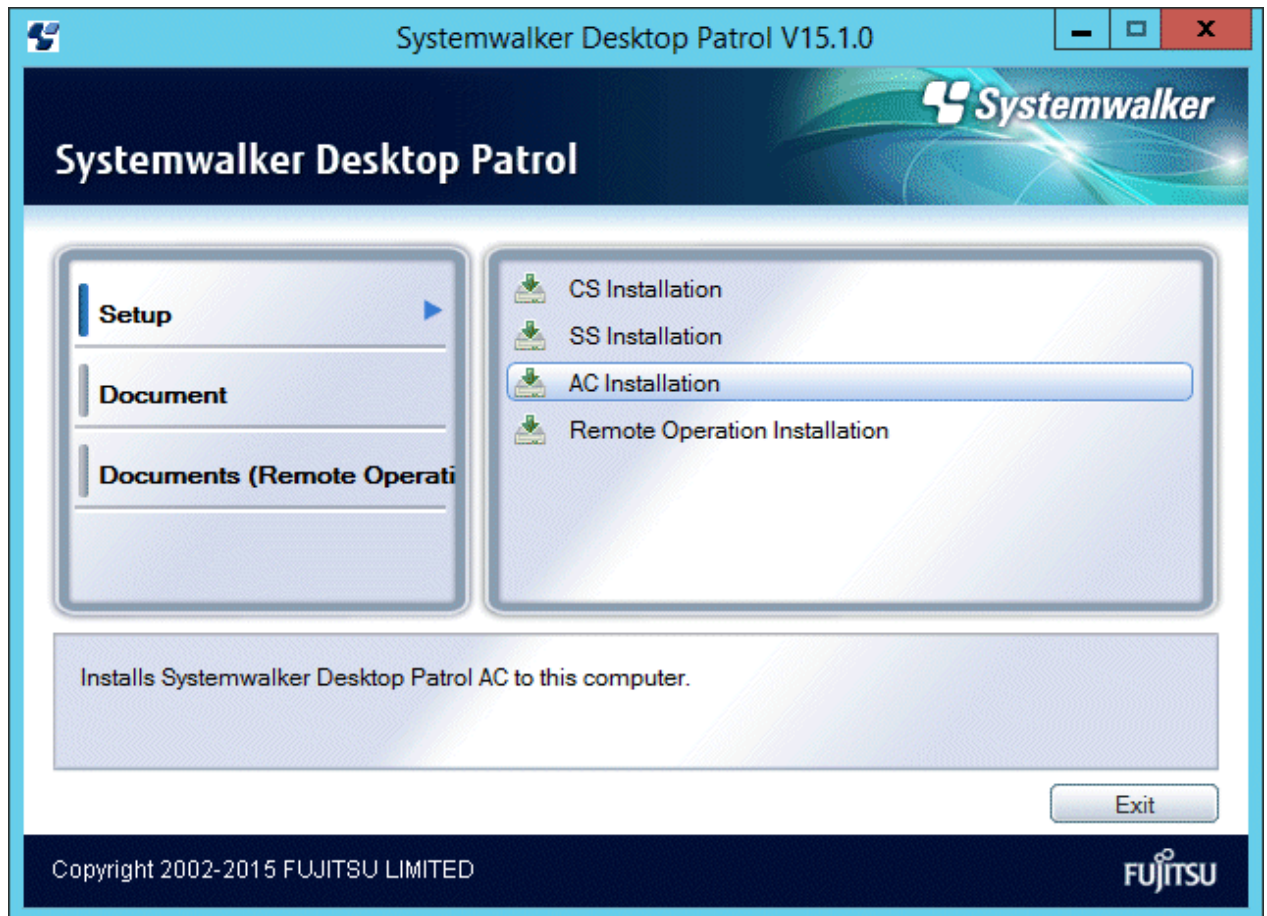 Systemwalker Desktop Patrol V15.1.0
Systemwalker
Systemwalker Desktop Patrol
Setup
Document
Documents (Remote Operati
CS Installation
SS Installation
AC Installation
Remote Operation Installation
Installs Systemwalker Desktop Patrol AC to this computer.
Exit
Copyright 2002-2015 FUJITSU LIMITED
FUJITSU